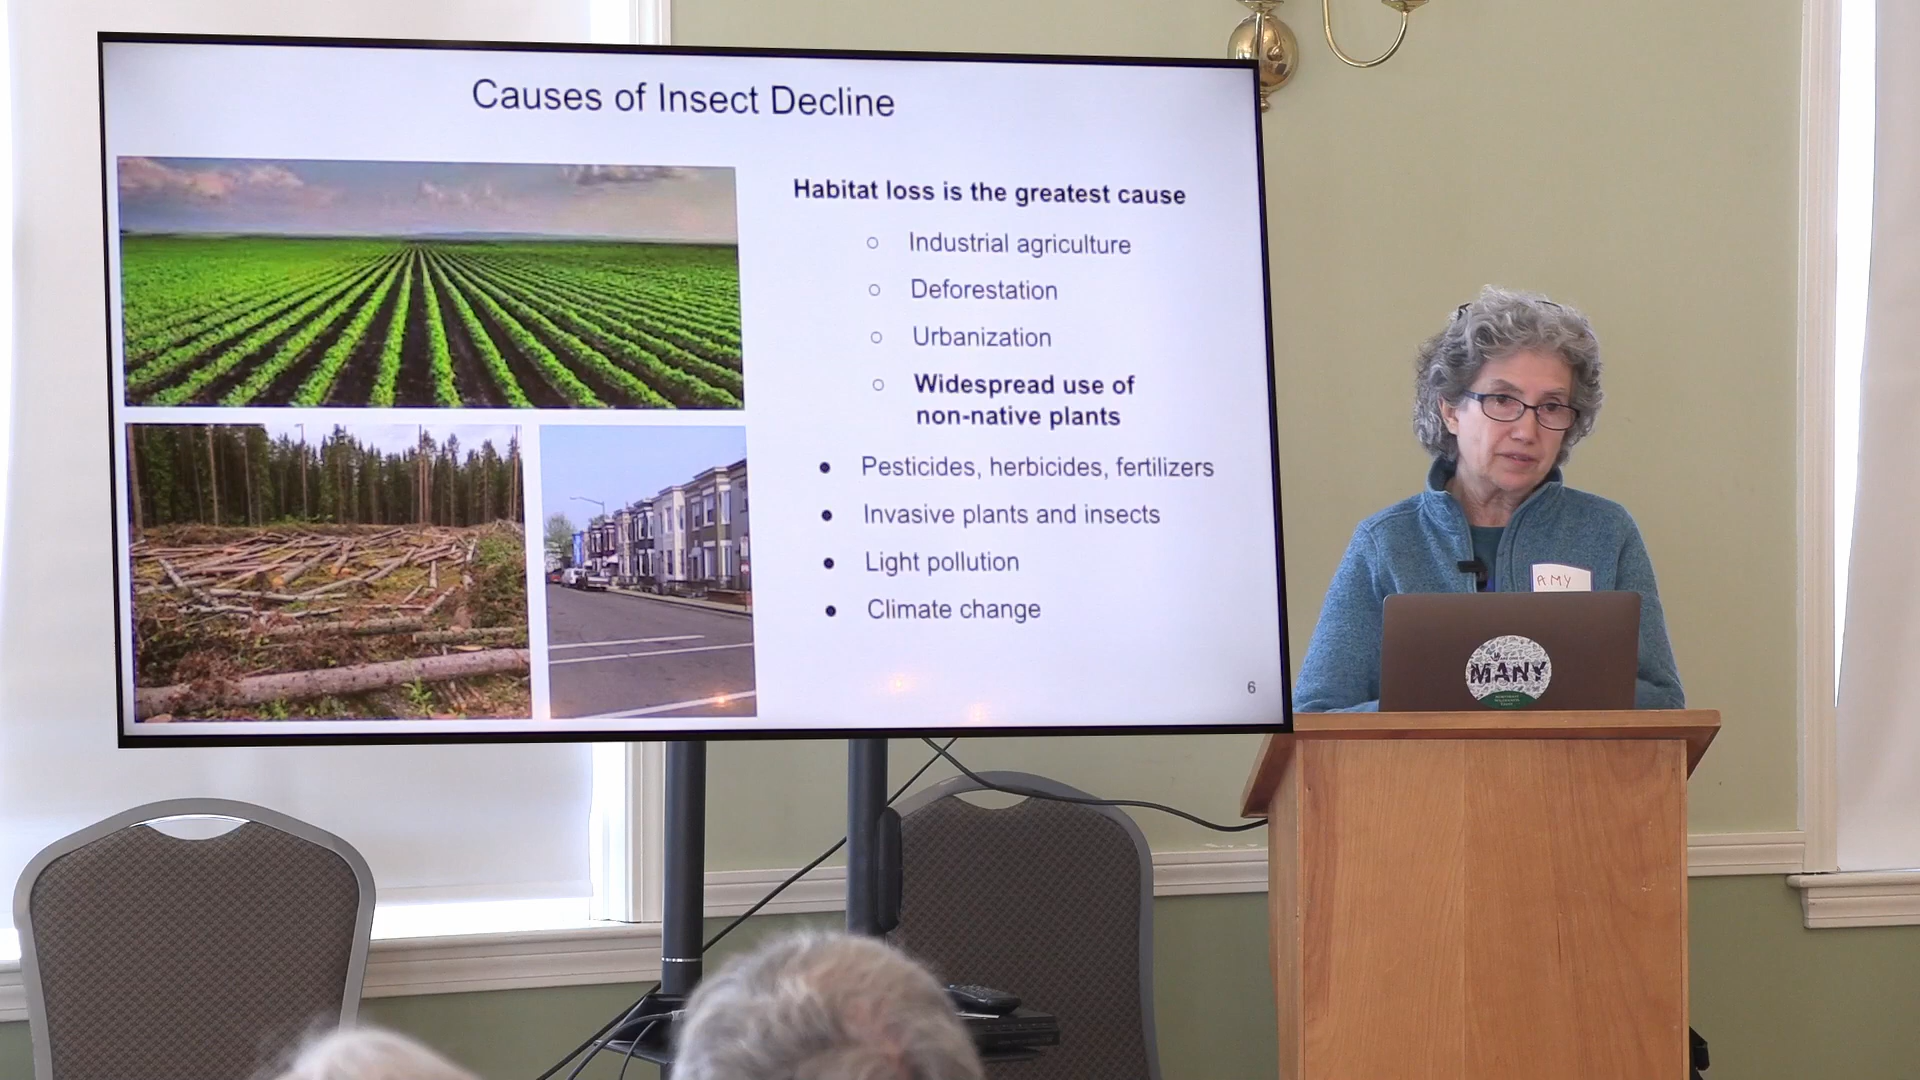 Causes of Insect Decline
Habitat loss is the greatest cause
○ Industrial agriculture
○ Deforestation
○ Urbanization
○ Widespread use of
non-native plants
● Pesticides, herbicides, fertilizers
● Invasive plants and insects
● Light pollution
● Climate change
6
AMY
MANY